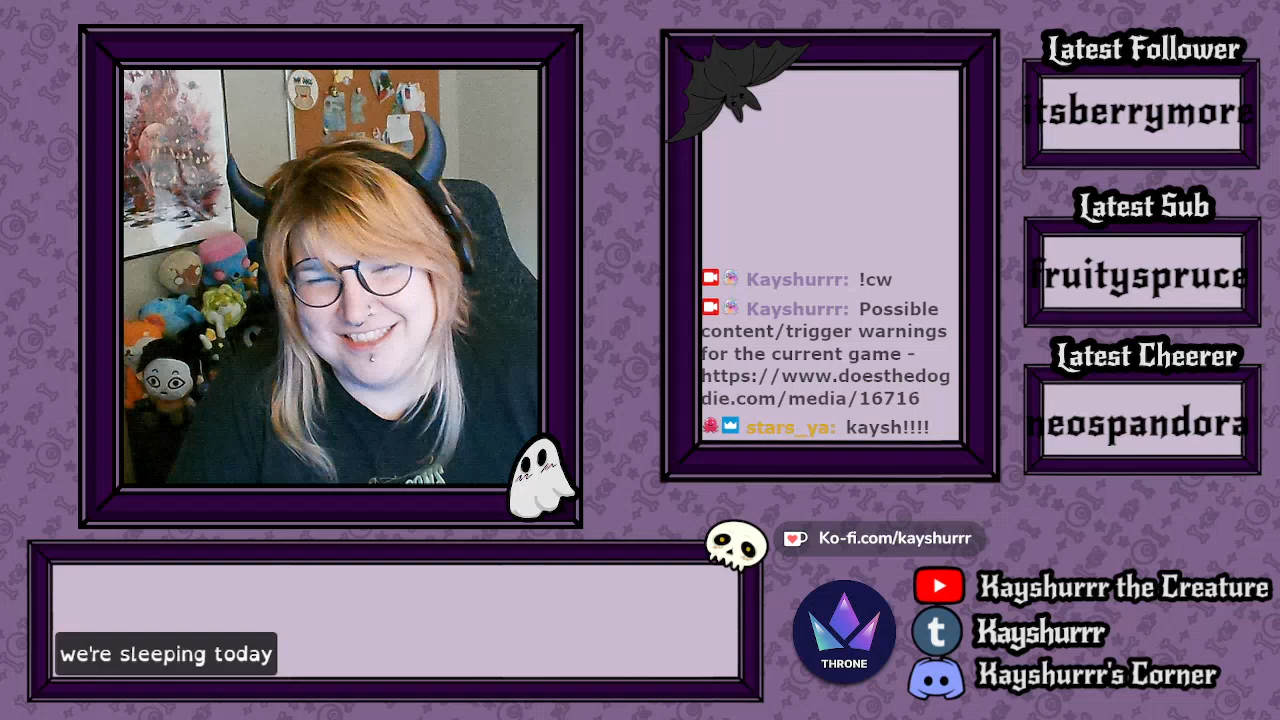 Latest Follower
itsberrymore
Latest Sub
fruityspruce
Latest Cheerer
neospandora
Kayshurrr: !cw
Kayshurrr: Possible
content/trigger warnings
for the current game -
https://www.doesthedog
die.com/media/16716
stars_ya: kaysh!!!!
we're sleeping today
Ko-fi.com/kayshurrr
THRONE
Kayshurrr the Creature
t
Kayshurrr
Kayshurrr's Corner